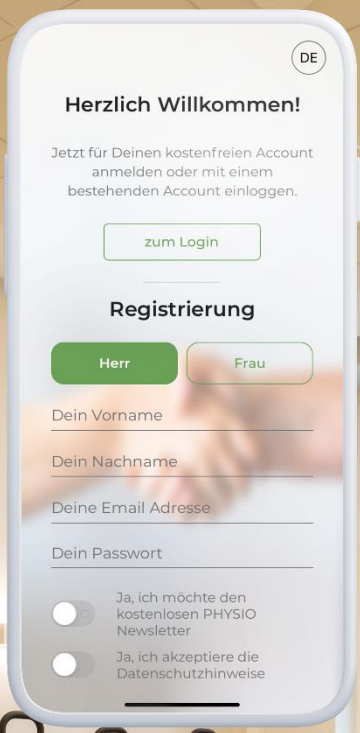 DE
Herzlich Willkommen!
Jetzt für Deinen kostenfreien Account
anmelden oder mit einem
bestehenden Account einloggen.
zum Login
Registrierung
Herr
Frau
Dein Vorname
Dein Nachname
Deine Email Adresse
Dein Passwort
Ja, ich möchte den
kostenlosen PHYSIO
Newsletter
Ja, ich akzeptiere die
Datenschutzhinweise